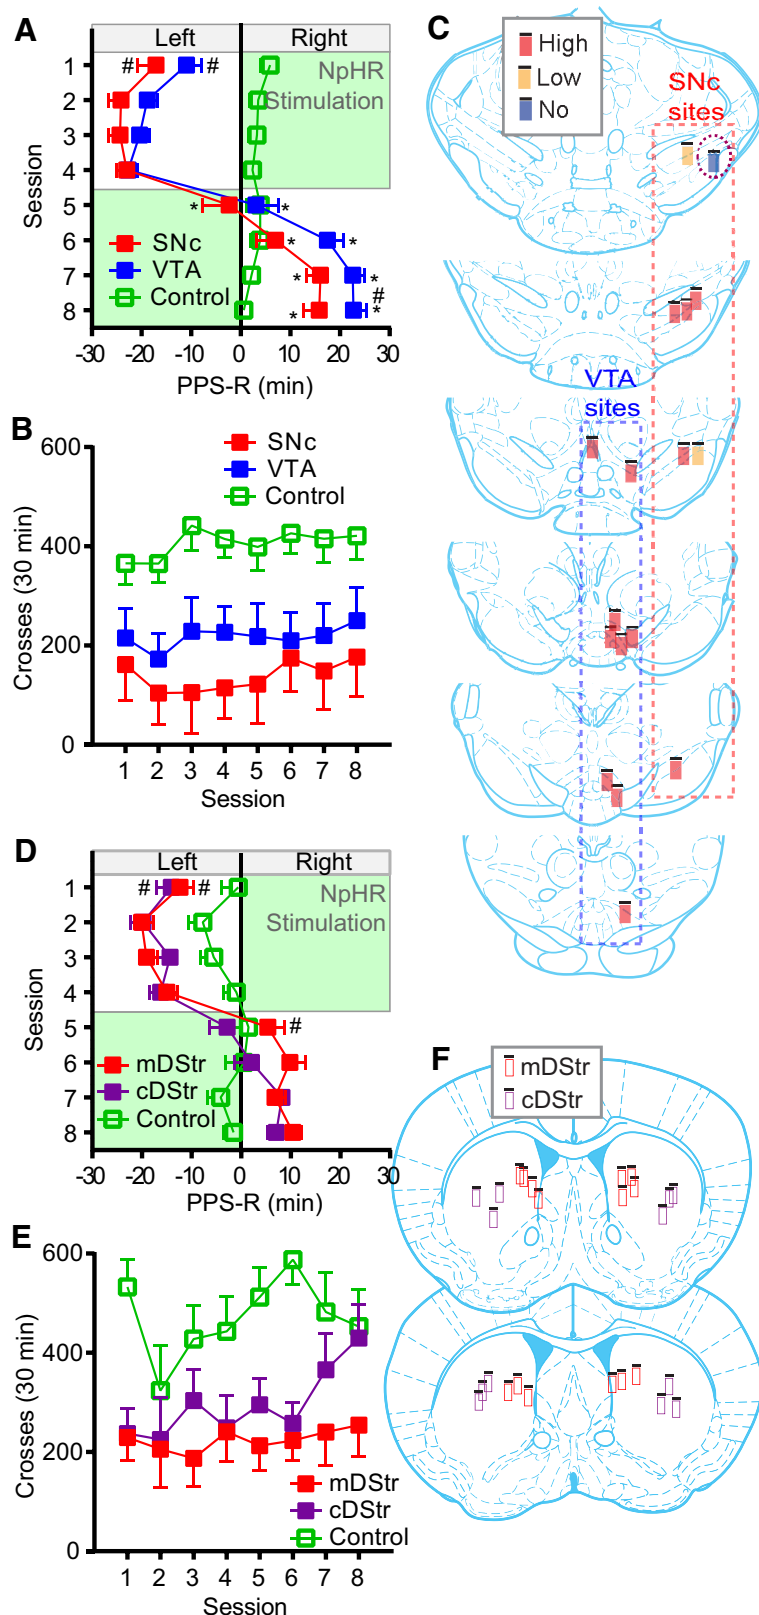 A
Left Right
NpHR
Stimulation
Session
1
2
3
4
5
6
7
8
# #
* *
* *
* *
#
* *
SNc
VTA
Control
-30 -20 -10 0 10 20 30
PPS-R (min)
B
Crosses (30 min)
600
400
200
0
SNc
VTA
Control
1 2 3 4 5 6 7 8
Session
C
High
Low
No
SNc
sites
VTA
sites
D
Left Right
NpHR
Stimulation
Session
1
2
3
4
5
6
7
8
# #
#
mDStr
cDStr
Control
-30 -20 -10 0 10 20 30
PPS-R (min)
E
Crosses (30 min)
600
400
200
0
mDStr
cDStr
Control
1 2 3 4 5 6 7 8
Session
F
mDStr
cDStr